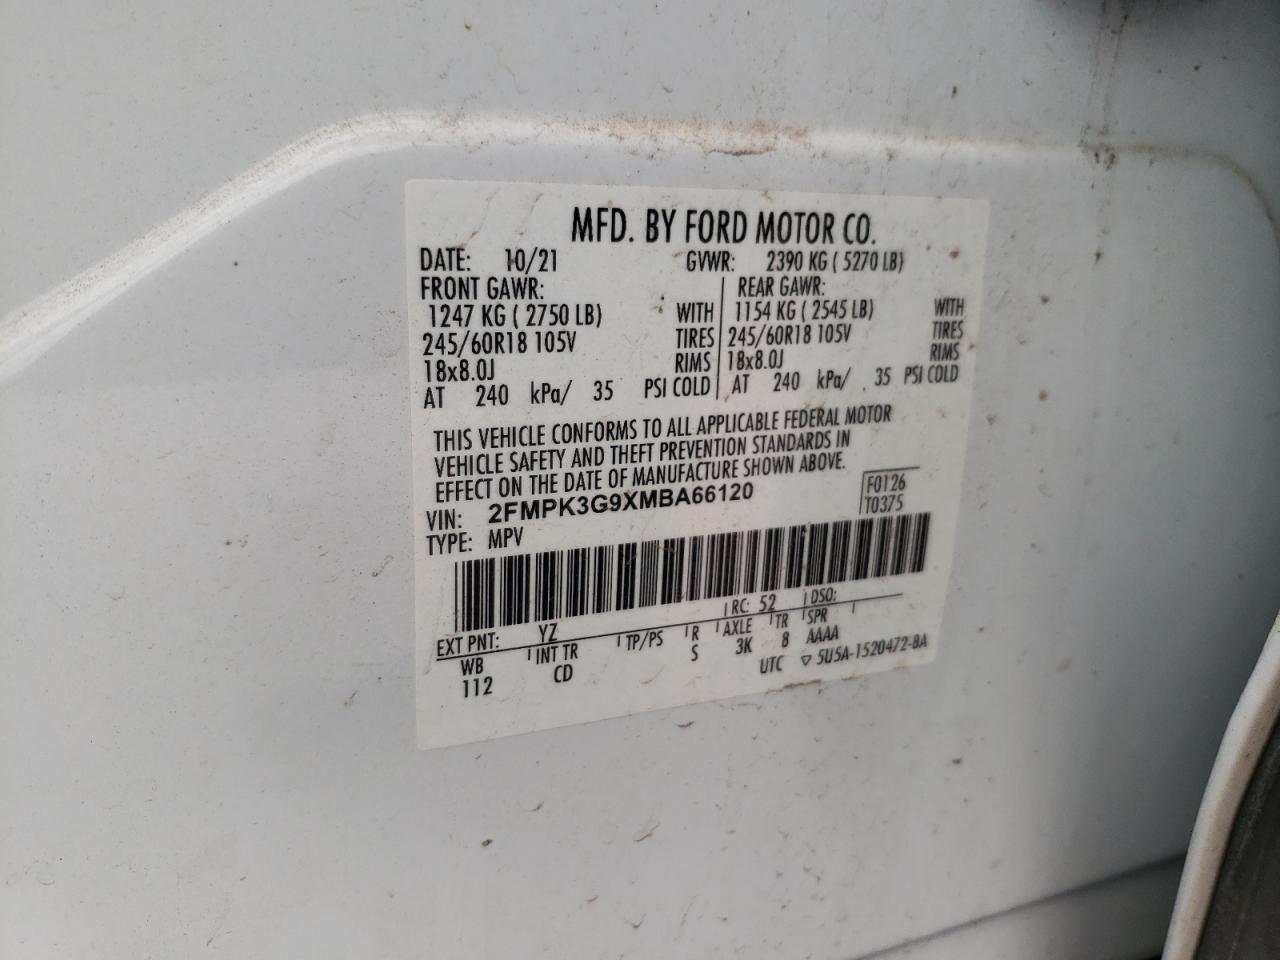 MFD. BY FORD MOTOR CO.
DATE: 10/21 GVWR: 2390 KG ( 5270 LB)
FRONT GAWR: REAR GAWR:
1247 KG ( 2750 LB) WITH 1154 KG ( 2545 LB) WITH
245/60R18 105V TIRES 245/60R18 105V TIRES
18x8.0J RIMS 18x8.0J RIMS
AT 240 kPa/ 35 PSI COLD AT 240 kPa/ 35 PSI COLD
THIS VEHICLE CONFORMS TO ALL APPLICABLE FEDERAL MOTOR
VEHICLE SAFETY AND THEFT PREVENTION STANDARDS IN
EFFECT ON THE DATE OF MANUFACTURE SHOWN ABOVE.
VIN: 2FMPK3G9XMBA66120 F0126
TYPE: MPV T0375
EXT PNT: YZ RC: 52 DSO:
WB INT TR TP/PS R AXLE TR SPR
112 CD S 3K 8 AAAA
UTC ▽ 5U5A-1520472-BA